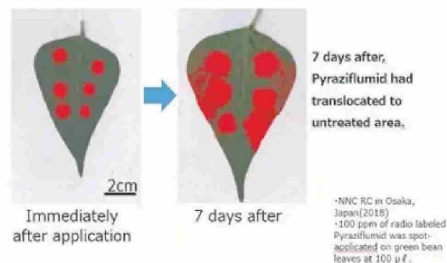 7 days after,
Pyraziflumid had
translocated to
untreated area.
2cm
Immediately
after application
7 days after
·NNC RC in Osaka,
Japan(2018)
·100 ppm of radio labeled
Pyraziflumid was spot-
applicated on green bean
leaves at 100 μℓ.